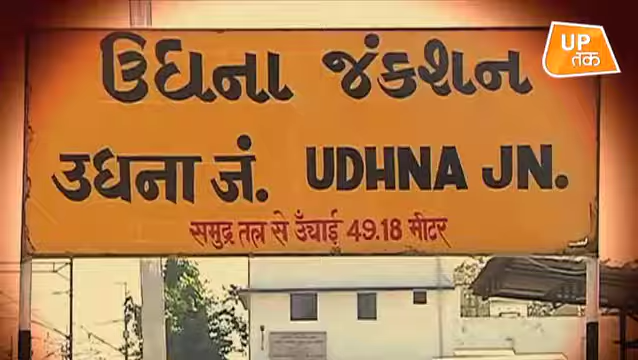 ઉધના જંકશન
उधना जं. UDHNA JN.
समुद्र तल से ऊँचाई 49.18 मीटर
UP
तक